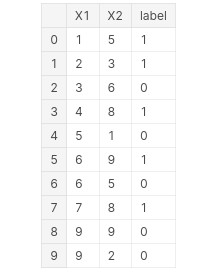 X1 X2 label
0 1 5 1
1 2 3 1
2 3 6 0
3 4 8 1
4 5 1 0
5 6 9 1
6 6 5 0
7 7 8 1
8 9 9 0
9 9 2 0